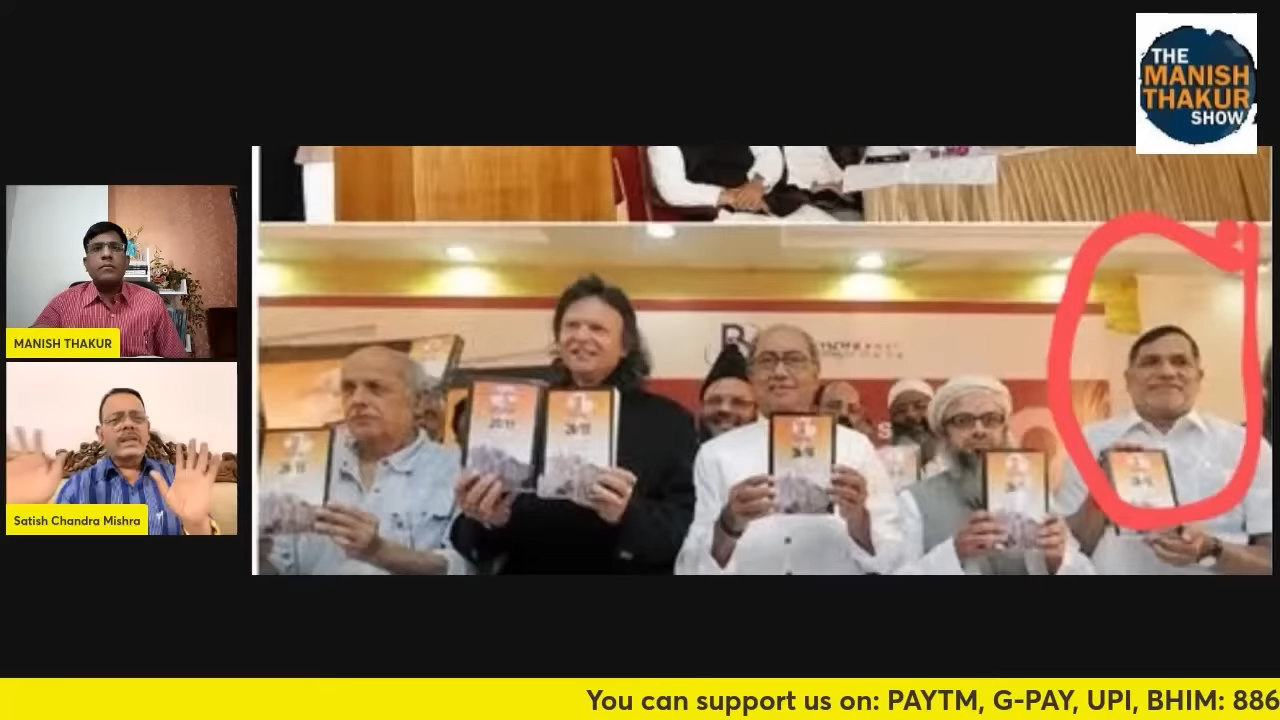 THE
MANISH
THAKUR
SHOW
MANISH THAKUR
Satish Chandra Mishra
You can support us on: PAYTM, G-PAY, UPI, BHIM: 886